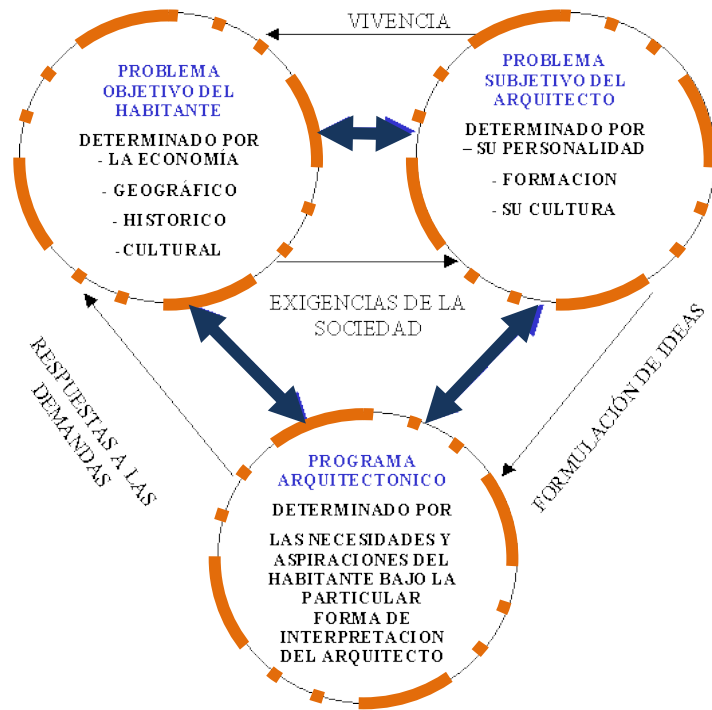 VIVENCIA
PROBLEMA
OBJETIVO DEL
HABITANTE
DETERMINADO POR
- LA ECONOMÍA
- GEOGRÁFICO
- HISTORICO
-CULTURAL
PROBLEMA
SUBJETIVO DEL
ARQUITECTO
DETERMINADO POR
– SU PERSONALIDAD
- FORMACION
- SU CULTURA
EXIGENCIAS DE LA
SOCIEDAD
RESPUESTAS A LAS
DEMANDAS
FORMULACIÓN DE IDEAS
PROGRAMA
ARQUITECTONICO
DETERMINADO POR
LAS NECESIDADES Y
ASPIRACIONES DEL
HABITANTE BAJO LA
PARTICULAR
FORMA DE
INTERPRETACION
DEL ARQUITECTO